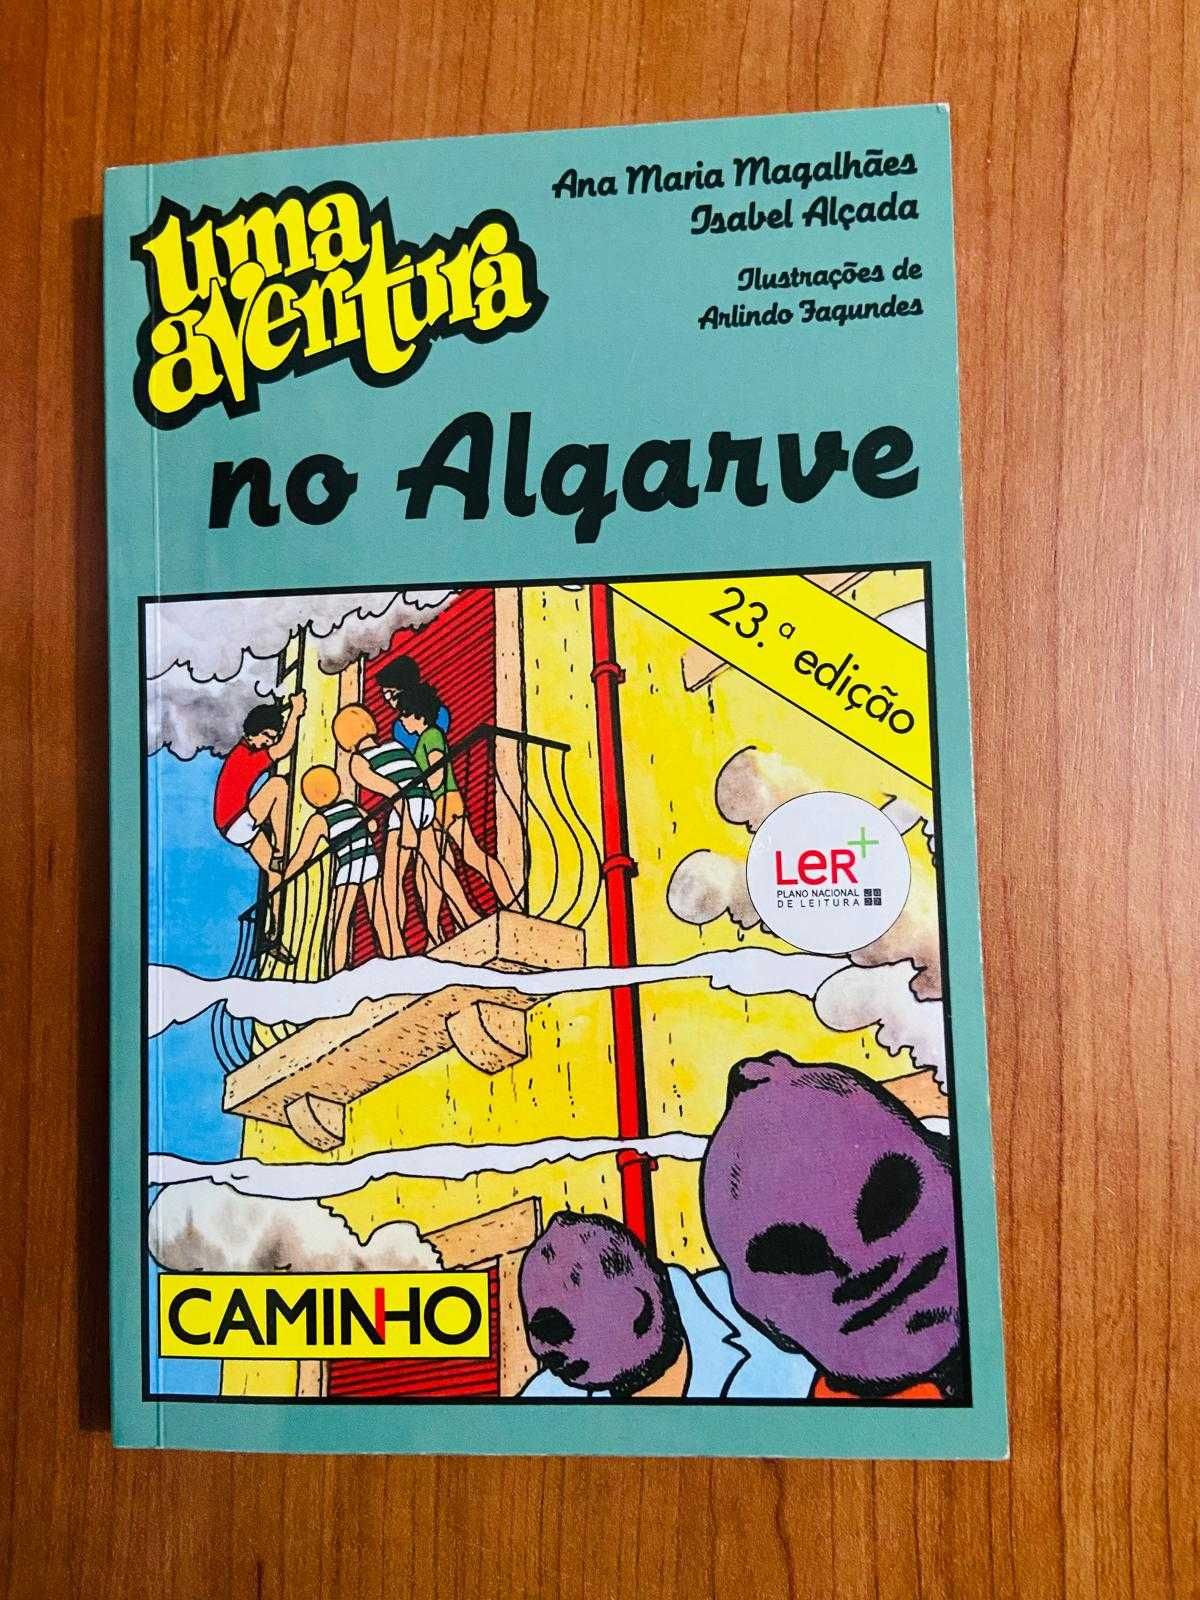 uma
aventura
Ana Maria Magalhães
Isabel Alçada
Ilustrações de
Arlindo Fagundes
no Algarve
23.ª edição
LeR+
PLANO NACIONAL
DE LEITURA
CAMINHO